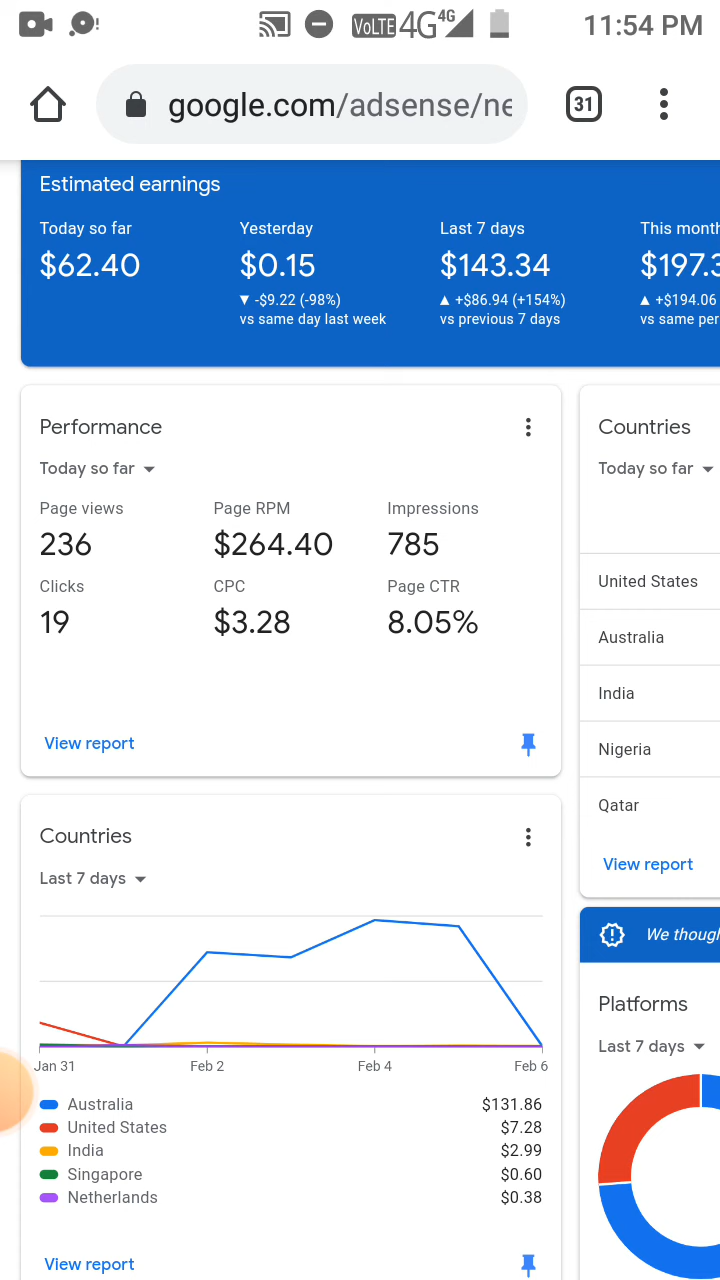 VoLTE 4G 4G 11:54 PM
google.com/adsense/ne
31
Estimated earnings
Today so far
$62.40
Yesterday
$0.15
▼ -$9.22 (-98%)
vs same day last week
Last 7 days
$143.34
▲ +$86.94 (+154%)
vs previous 7 days
This month
$197.3
▲ +$194.06
vs same per
Performance
Today so far
Page views
236
Page RPM
$264.40
Impressions
785
Clicks
19
CPC
$3.28
Page CTR
8.05%
View report
Countries
Today so far
United States
Australia
India
Nigeria
Qatar
View report
Countries
Last 7 days
Jan 31 Feb 2 Feb 4 Feb 6
Australia $131.86
United States $7.28
India $2.99
Singapore $0.60
Netherlands $0.38
View report
We though
Platforms
Last 7 days